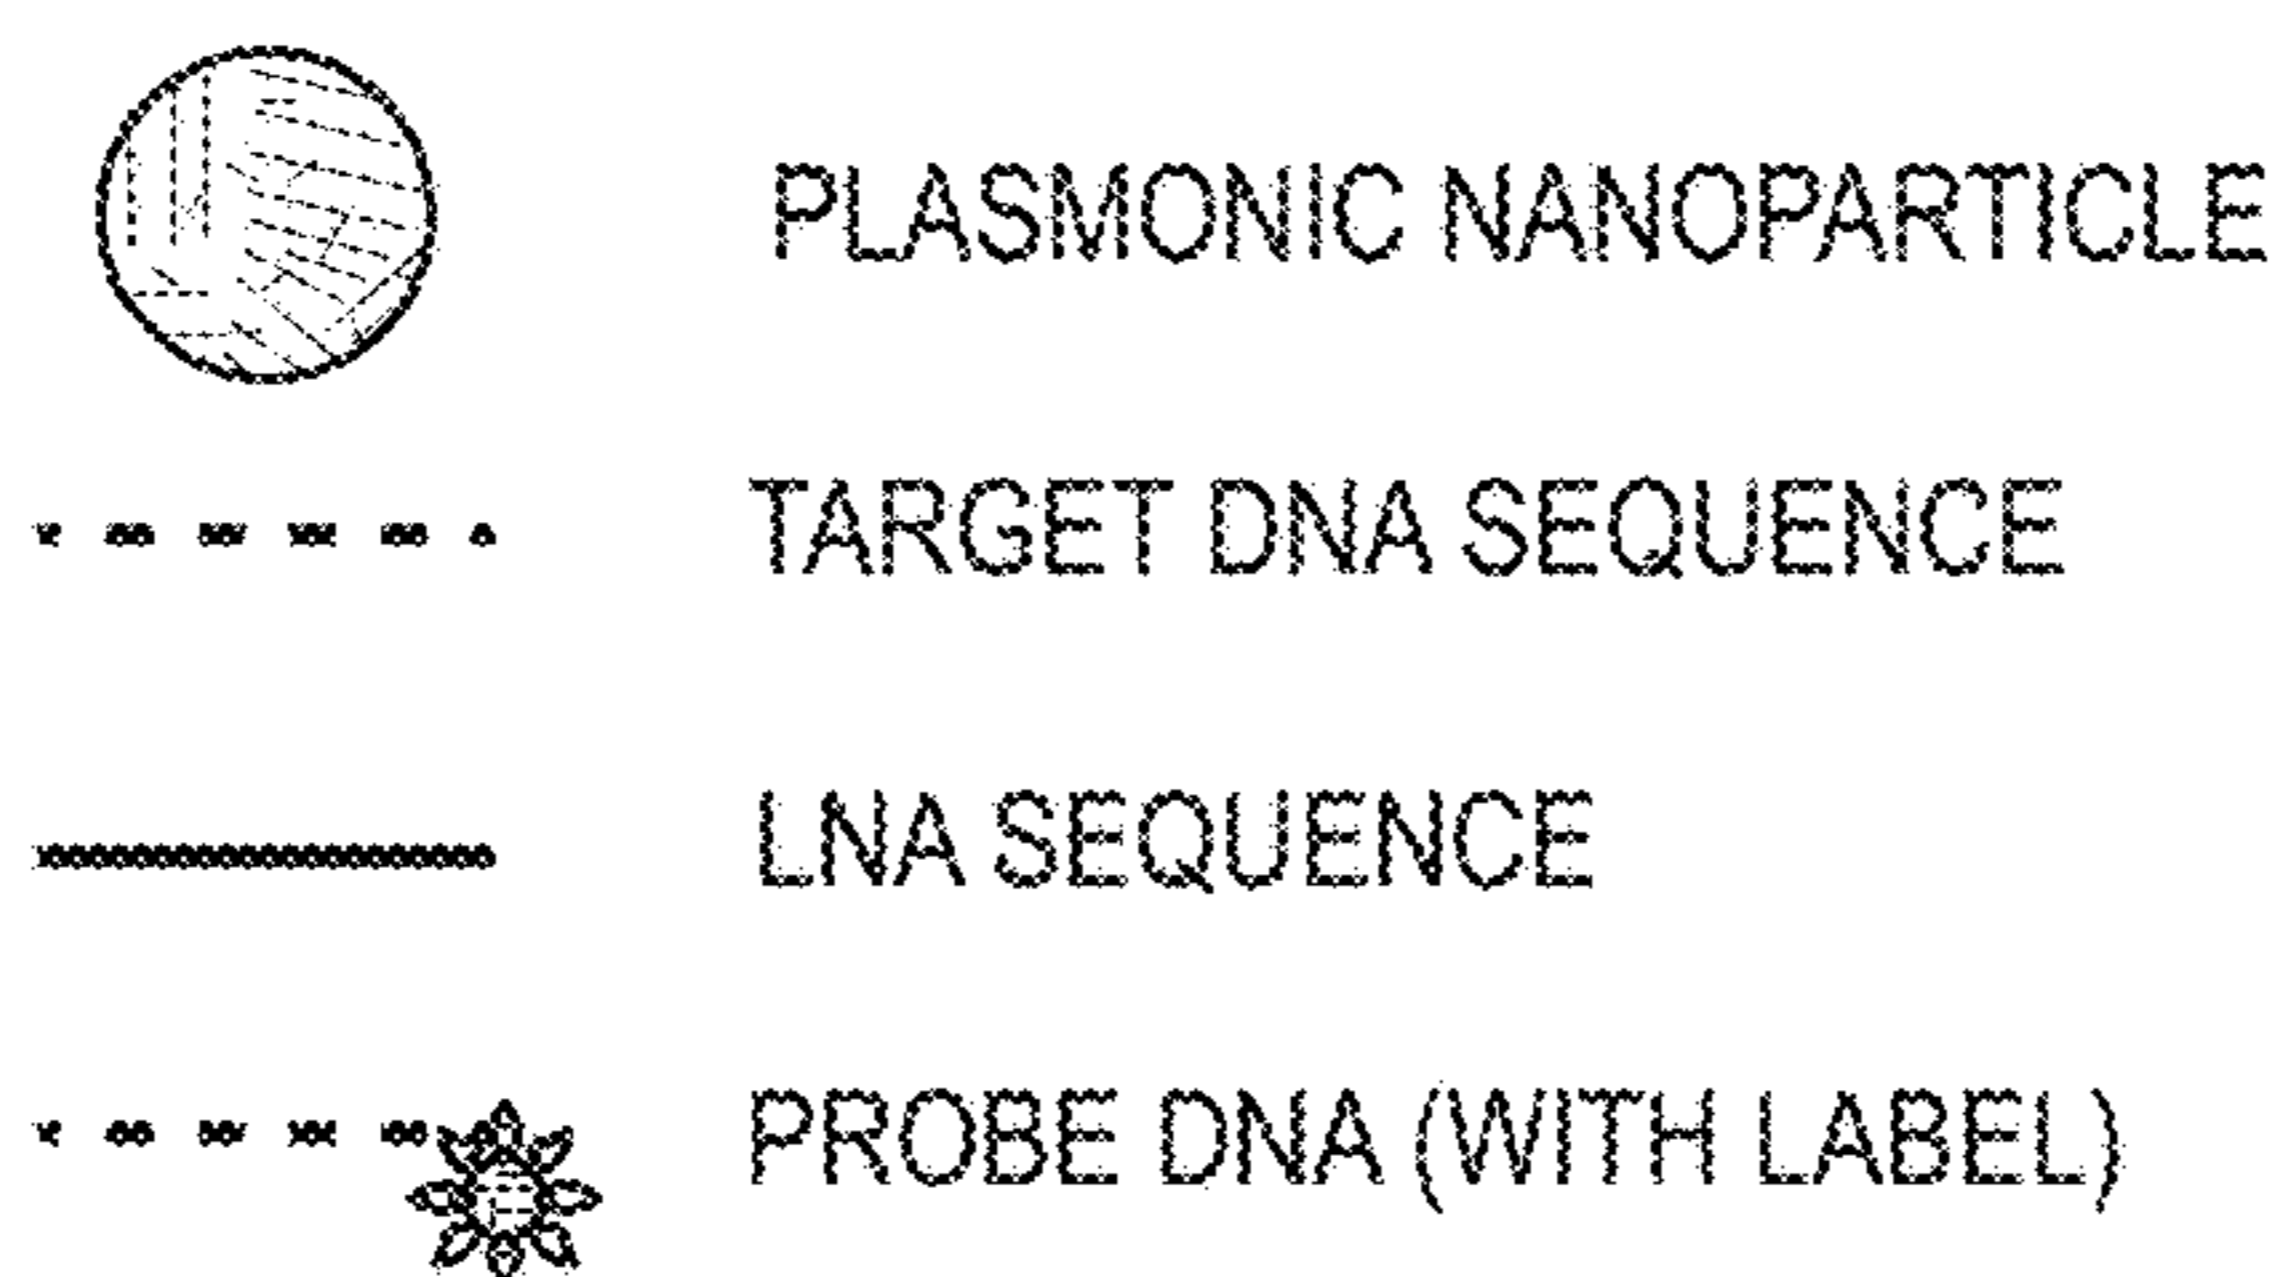 PLASMONIC NANOPARTICLE
TARGET DNA SEQUENCE
LNA SEQUENCE
PROBE DNA (WITH LABEL)